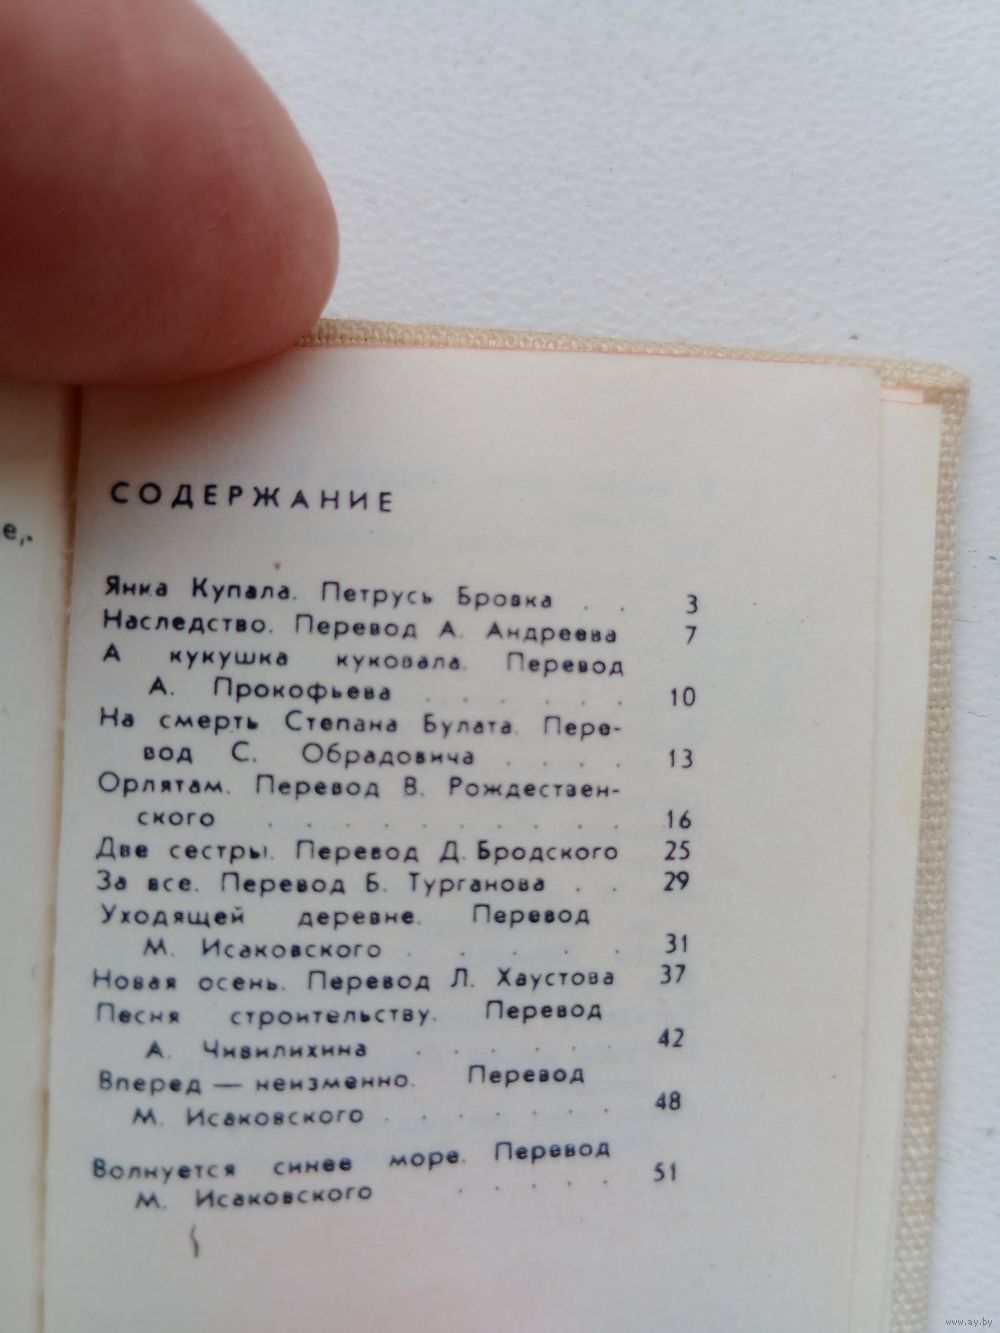 е,.
СОДЕРЖАНИЕ
Янка Купала. Петрусь Бровка . . 3
Наследство. Перевод А. Андреева 7
А кукушка куковала. Перевод
А. Прокофьева . . . . . . 10
На смерть Степана Булата. Пере-
вод С. Обрадовича . . . . 13
Орлятам. Перевод В. Рождествен-
ского . . . . . . . . . . 16
Две сестры. Перевод Д. Бродского 25
За все. Перевод Б. Турганова . . 29
Уходящей деревне. Перевод
М. Исаковского . . . . . . 31
Новая осень. Перевод Л. Хаустова 37
Песня строительству. Перевод
А. Чивилихина . . . . . . 42
Вперед — неизменно. Перевод
М. Исаковского . . . . . . 48
Волнуется синее море. Перевод
М. Исаковского . . . . . 51
www.ay.by